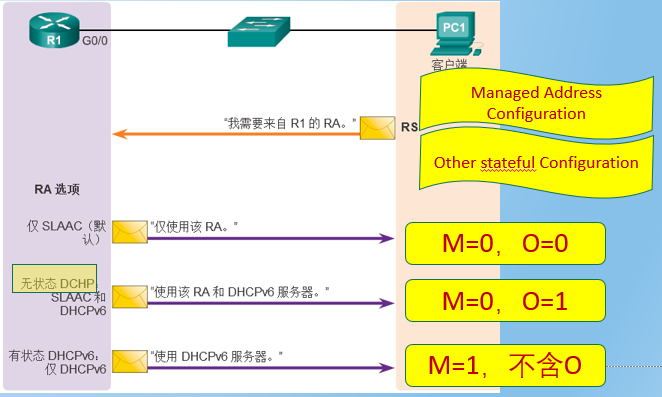 R1
G0/0
PC1
客户端
Managed Address
Configuration
"我需要来自 R1 的 RA。"
RS
Other stateful Configuration
RA 选项
仅 SLAAC（默
认）
"仅使用该 RA。"
M=0， O=0
无状态 DCHP
SLAAC 和
DHCPv6
"使用该 RA 和 DHCPv6 服务器。"
M=0， O=1
有状态 DHCPv6：
仅 DHCPv6
"使用 DHCPv6 服务器。"
M=1， 不含O